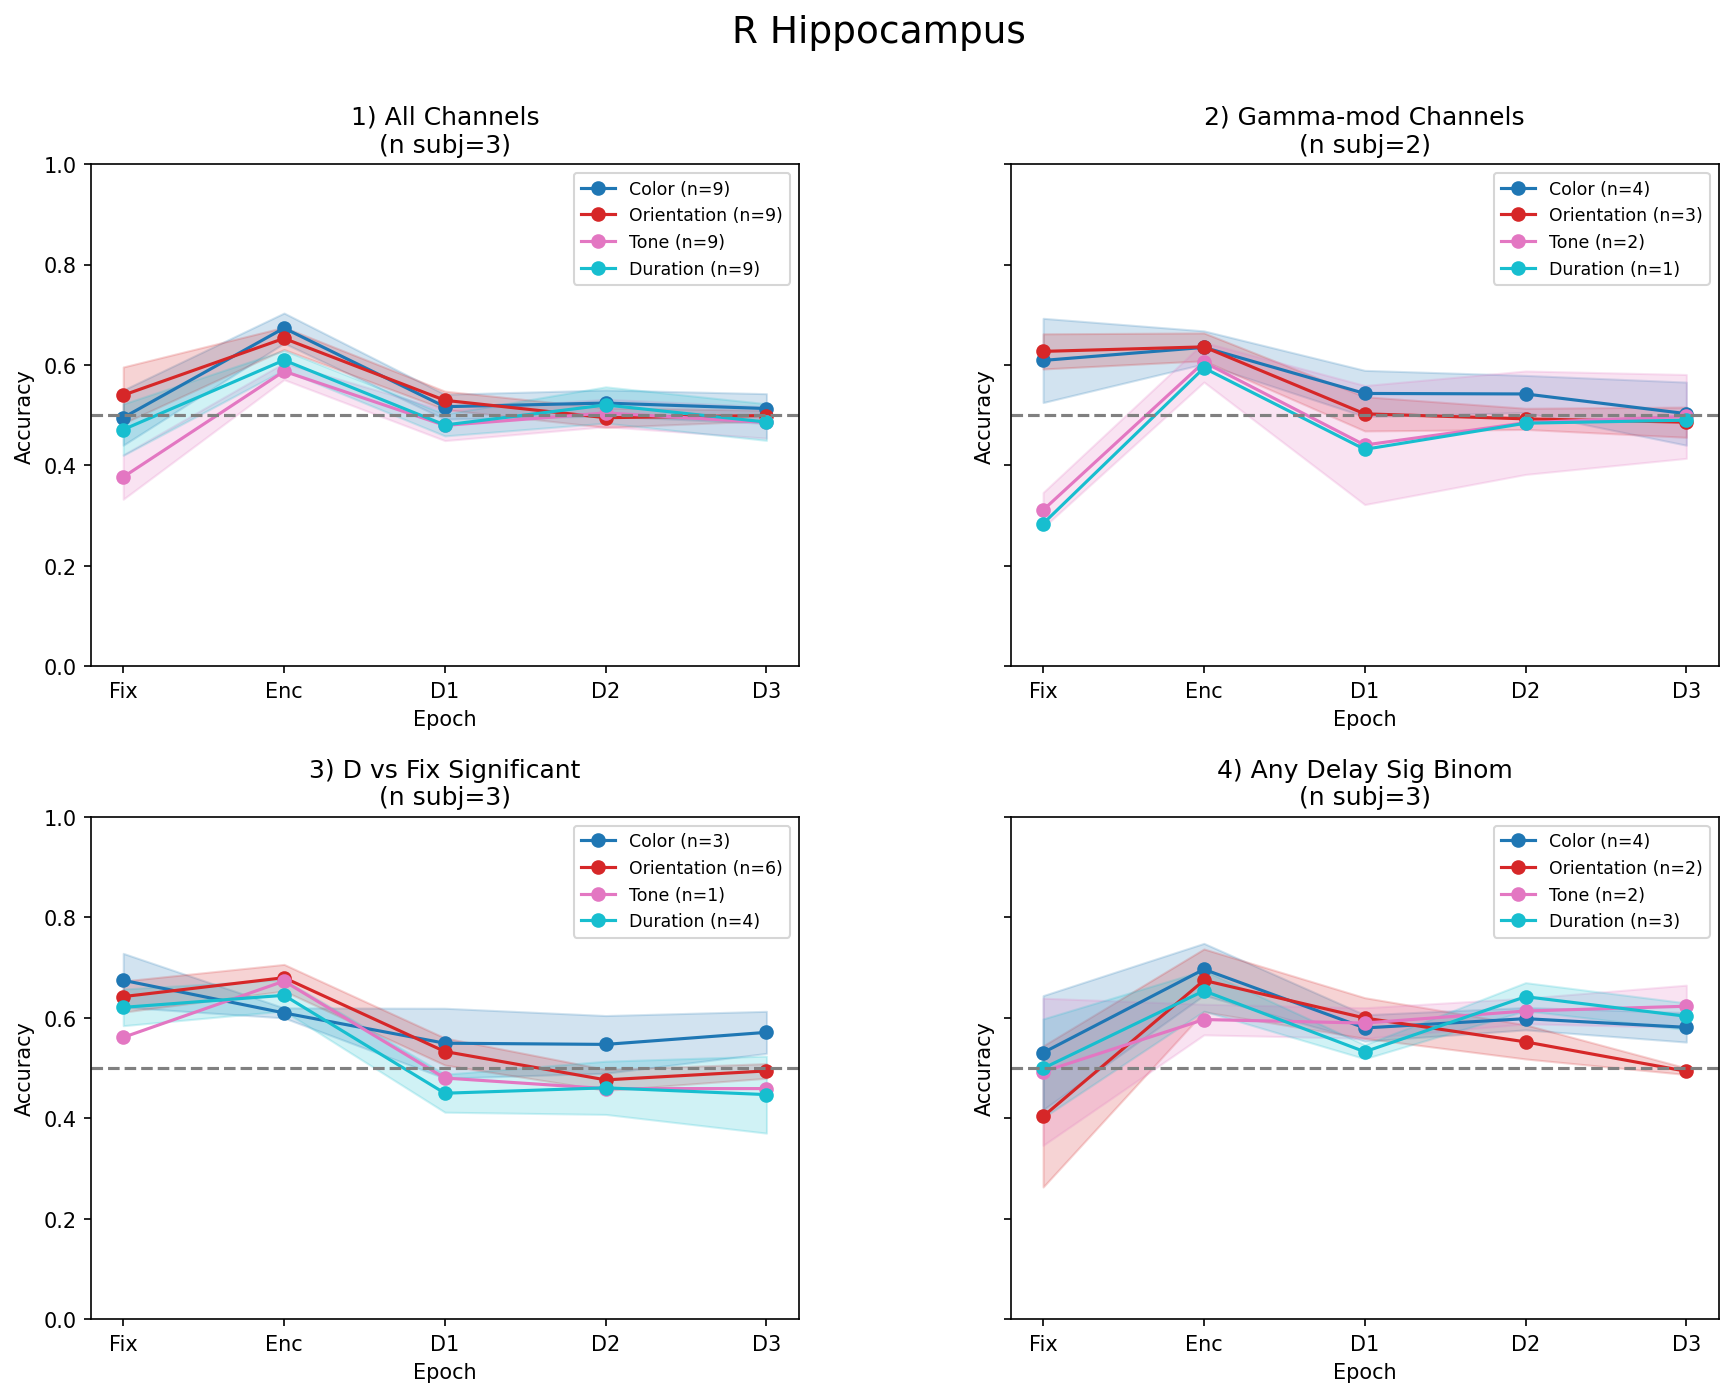 R Hippocampus
1) All Channels
(n subj=3)
1.0
0.8
0.6
0.4
0.2
0.0
Accuracy
Color (n=9)
Orientation (n=9)
Tone (n=9)
Duration (n=9)
Fix Enc D1 D2 D3
Epoch
2) Gamma-mod Channels
(n subj=2)
Accuracy
Color (n=4)
Orientation (n=3)
Tone (n=2)
Duration (n=1)
Fix Enc D1 D2 D3
Epoch
3) D vs Fix Significant
(n subj=3)
1.0
0.8
0.6
0.4
0.2
0.0
Accuracy
Color (n=3)
Orientation (n=6)
Tone (n=1)
Duration (n=4)
Fix Enc D1 D2 D3
Epoch
4) Any Delay Sig Binom
(n subj=3)
Accuracy
Color (n=4)
Orientation (n=2)
Tone (n=2)
Duration (n=3)
Fix Enc D1 D2 D3
Epoch